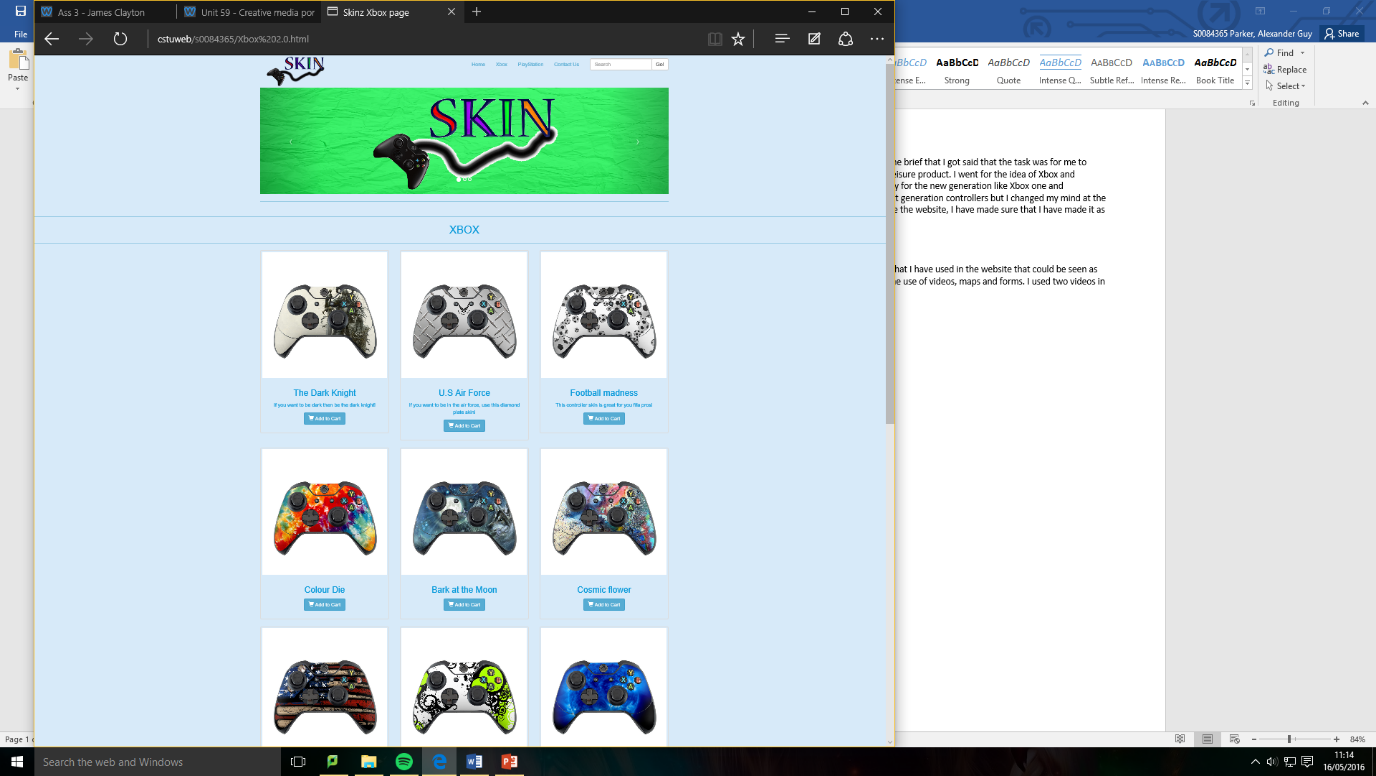 Ass 3 - James Clayton
Unit 59 - Creative media por
Skinz Xbox page
File
S0084365 Parker, Alexander Guy
Share
cstuweb/s0084365/Xbox%202.0.html
Paste
AaBbCcD AaBbCcD AaBbCcD AaBbCcD AaBbCcD AaBbCcD
Strong Quote Intense Q... Subtle Ref... Intense Re... Book Title
Find
Replace
Select
Editing
SKIN
Home Xbox PlayStation Contact Us Search Go!
SKIN
XBOX
The Dark Knight
If you want to be dark then be the dark knight!
Add to Cart
U.S Air Force
If you want to be in the air force, use this diamond
plate skin!
Add to Cart
Football madness
This controller skin is great for you fifa pros!
Add to Cart
Colour Die
Add to Cart
Bark at the Moon
Add to Cart
Cosmic flower
Add to Cart
brief that I got said that the task was for me to
product. I went for the idea of Xbox and
for the new generation like Xbox one and
generation controllers but I changed my mind at the
the website, I have made sure that I have made it as
that I have used in the website that could be seen as
use of videos, maps and forms. I used two videos in
Page 1
84%
Search the web and Windows
11:14
16/05/2016